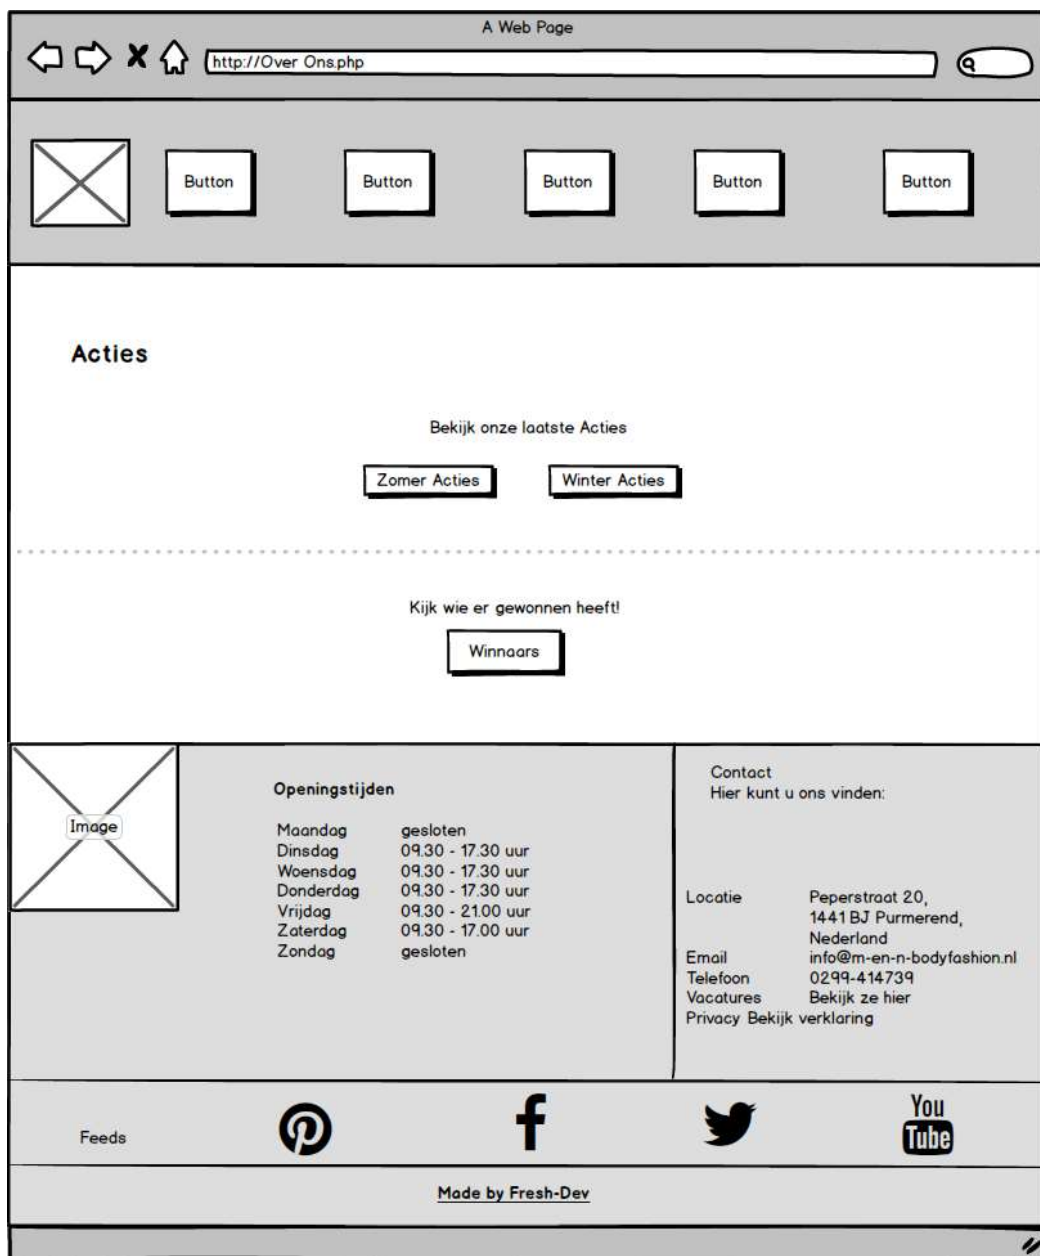 A Web Page
http://Over Ons.php
Button
Button
Button
Button
Button
Acties
Bekijk onze laatste Acties
Zomer Acties
Winter Acties
Kijk wie er gewonnen heeft!
Winnaars
Image
Openingstijden
Maandag gesloten
Dinsdag 09.30 - 17.30 uur
Woensdag 09.30 - 17.30 uur
Donderdag 09.30 - 17.30 uur
Vrijdag 09.30 - 21.00 uur
Zaterdag 09.30 - 17.00 uur
Zondag gesloten
Contact
Hier kunt u ons vinden:
Locatie Peperstraat 20,
1441 BJ Purmerend,
Nederland
Email info@m-en-n-bodyfashion.nl
Telefoon 0299-414739
Vacatures Bekijk ze hier
Privacy Bekijk verklaring
Feeds
You
Tube
Made by Fresh-Dev